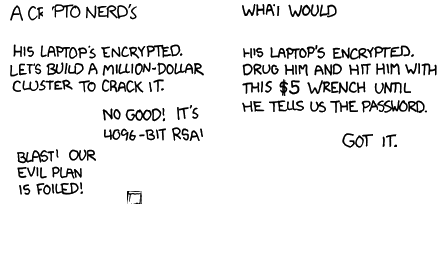 A CR PTO NERD'S
HIS LAPTOP'S ENCRYPTED.
LET'S BUILD A MILLION-DOLLAR
CLUSTER TO CRACK IT.
NO GOOD! IT'S
4096-BIT RSA!
BLAST! OUR
EVIL PLAN
IS FOILED!
WHAT WOULD
HIS LAPTOP'S ENCRYPTED.
DRUG HIM AND HIT HIM WITH
THIS $5 WRENCH UNTIL
HE TELLS US THE PASSWORD.
GOT IT.